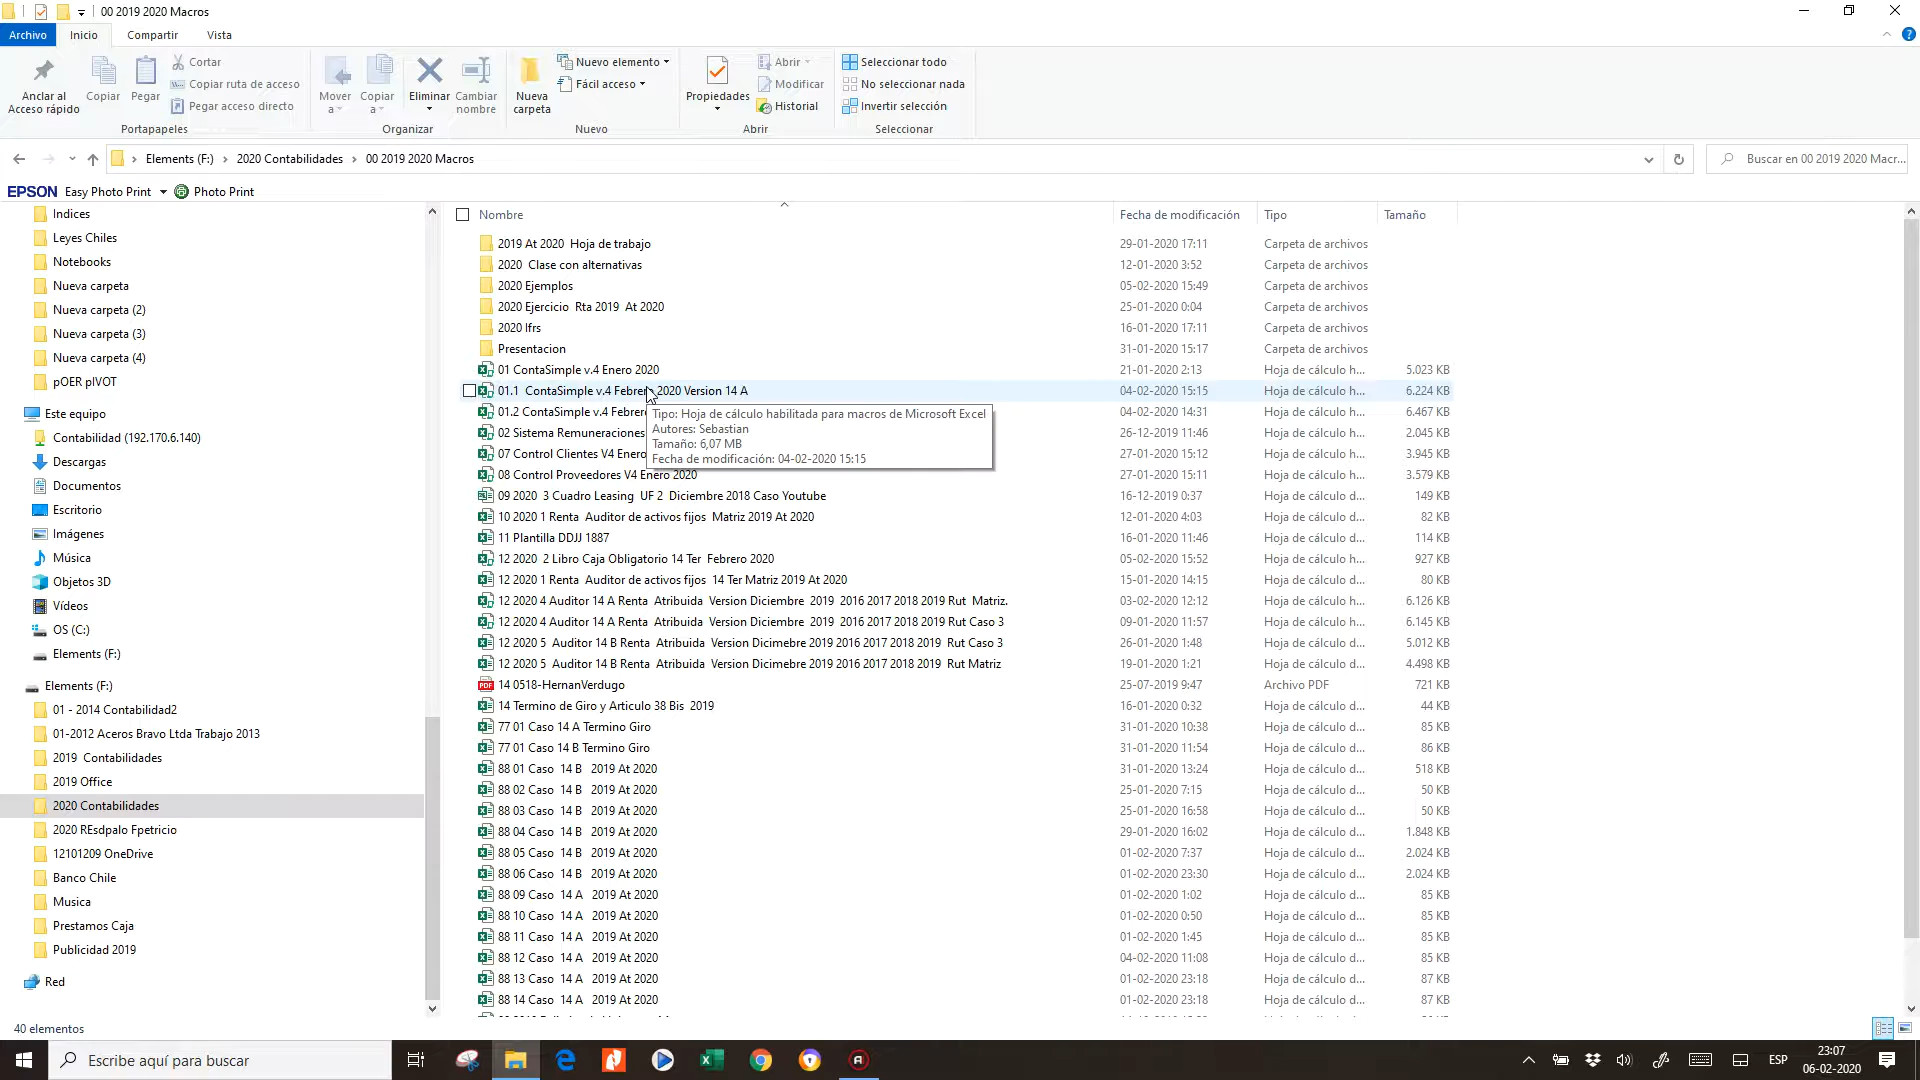 00 2019 2020 Macros
Archivo
Inicio
Compartir
Vista
Anclar al
Acceso rápido
Copiar
Pegar
Cortar
Copiar ruta de acceso
Pegar acceso directo
Portapapeles
Mover
a
Copiar
a
Eliminar
Cambiar
nombre
Organizar
Nueva
carpeta
Nuevo elemento
Fácil acceso
Nuevo
Propiedades
Abrir
Modificar
Historial
Abrir
Seleccionar todo
No seleccionar nada
Invertir selección
Seleccionar
Elements (F:) 2020 Contabilidades 00 2019 2020 Macros
Buscar en 00 2019 2020 Macr...
EPSON Easy Photo Print Photo Print
Indices
Leyes Chiles
Notebooks
Nueva carpeta
Nueva carpeta (2)
Nueva carpeta (3)
Nueva carpeta (4)
pOER pIVOT
Este equipo
Contabilidad (192.170.6.140)
Descargas
Documentos
Escritorio
Imágenes
Música
Objetos 3D
Vídeos
OS (C:)
Elements (F:)
Elements (F:)
01 - 2014 Contabilidad2
01-2012 Aceros Bravo Ltda Trabajo 2013
2019 Contabilidades
2019 Office
2020 Contabilidades
2020 REsdpalo Fpetricio
12101209 OneDrive
Banco Chile
Musica
Prestamos Caja
Publicidad 2019
Red
Nombre Fecha de modificación Tipo Tamaño
2019 At 2020 Hoja de trabajo 29-01-2020 17:11 Carpeta de archivos
2020 Clase con alternativas 12-01-2020 3:52 Carpeta de archivos
2020 Ejemplos 05-02-2020 15:49 Carpeta de archivos
2020 Ejercicio Rta 2019 At 2020 25-01-2020 0:04 Carpeta de archivos
2020 Ifrs 16-01-2020 17:11 Carpeta de archivos
Presentacion 31-01-2020 15:17 Carpeta de archivos
01 ContaSimple v.4 Enero 2020 21-01-2020 2:13 Hoja de cálculo h... 5.023 KB
01.1 ContaSimple v.4 Febrero 2020 Version 14 A 04-02-2020 15:15 Hoja de cálculo h... 6.224 KB
01.2 ContaSimple v.4 Febrer 04-02-2020 14:31 Hoja de cálculo h... 6.467 KB
02 Sistema Remuneraciones 26-12-2019 11:46 Hoja de cálculo h... 2.045 KB
07 Control Clientes V4 Enero 27-01-2020 15:12 Hoja de cálculo h... 3.945 KB
08 Control Proveedores V4 Enero 2020 27-01-2020 15:11 Hoja de cálculo h... 3.579 KB
09 2020 3 Cuadro Leasing UF 2 Diciembre 2018 Caso Youtube 16-12-2019 0:37 Hoja de cálculo d... 149 KB
10 2020 1 Renta Auditor de activos fijos Matriz 2019 At 2020 12-01-2020 4:03 Hoja de cálculo d... 82 KB
11 Plantilla DDJJ 1887 16-01-2020 11:46 Hoja de cálculo d... 114 KB
12 2020 2 Libro Caja Obligatorio 14 Ter Febrero 2020 05-02-2020 15:52 Hoja de cálculo h... 927 KB
12 2020 1 Renta Auditor de activos fijos 14 Ter Matriz 2019 At 2020 15-01-2020 14:15 Hoja de cálculo d... 80 KB
12 2020 4 Auditor 14 A Renta Atribuida Version Diciembre 2019 2016 2017 2018 2019 Rut Matriz. 03-02-2020 12:12 Hoja de cálculo h... 6.126 KB
12 2020 4 Auditor 14 A Renta Atribuida Version Diciembre 2019 2016 2017 2018 2019 Rut Caso 3 09-01-2020 11:57 Hoja de cálculo h... 6.145 KB
12 2020 5 Auditor 14 B Renta Atribuida Version Dicimebre 2019 2016 2017 2018 2019 Rut Caso 3 26-01-2020 1:48 Hoja de cálculo h... 5.012 KB
12 2020 5 Auditor 14 B Renta Atribuida Version Dicimebre 2019 2016 2017 2018 2019 Rut Matriz 19-01-2020 1:21 Hoja de cálculo h... 4.498 KB
14 0518-HernanVerdugo 25-07-2019 9:47 Archivo PDF 721 KB
14 Termino de Giro y Articulo 38 Bis 2019 16-01-2020 0:32 Hoja de cálculo d... 44 KB
77 01 Caso 14 A Termino Giro 31-01-2020 10:38 Hoja de cálculo d... 85 KB
77 01 Caso 14 B Termino Giro 31-01-2020 11:54 Hoja de cálculo d... 86 KB
88 01 Caso 14 B 2019 At 2020 31-01-2020 13:24 Hoja de cálculo d... 518 KB
88 02 Caso 14 B 2019 At 2020 25-01-2020 7:15 Hoja de cálculo d... 50 KB
88 03 Caso 14 B 2019 At 2020 25-01-2020 16:58 Hoja de cálculo d... 50 KB
88 04 Caso 14 B 2019 At 2020 29-01-2020 16:02 Hoja de cálculo d... 1.848 KB
88 05 Caso 14 B 2019 At 2020 01-02-2020 7:37 Hoja de cálculo d... 2.024 KB
88 06 Caso 14 B 2019 At 2020 01-02-2020 23:30 Hoja de cálculo d... 2.024 KB
88 09 Caso 14 A 2019 At 2020 01-02-2020 1:02 Hoja de cálculo d... 85 KB
88 10 Caso 14 A 2019 At 2020 01-02-2020 0:50 Hoja de cálculo d... 85 KB
88 11 Caso 14 A 2019 At 2020 01-02-2020 1:45 Hoja de cálculo d... 85 KB
88 12 Caso 14 A 2019 At 2020 04-02-2020 11:08 Hoja de cálculo d... 85 KB
88 13 Caso 14 A 2019 At 2020 01-02-2020 23:18 Hoja de cálculo d... 87 KB
88 14 Caso 14 A 2019 At 2020 01-02-2020 23:18 Hoja de cálculo d... 87 KB
Tipo: Hoja de cálculo habilitada para macros de Microsoft Excel
Autores: Sebastian
Tamaño: 6,07 MB
Fecha de modificación: 04-02-2020 15:15
40 elementos
Escribe aquí para buscar
ESP
23:07
06-02-2020